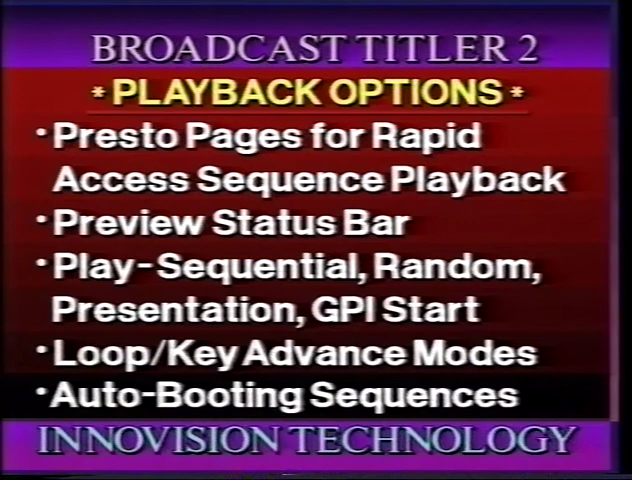 BROADCAST TITLER 2
* PLAYBACK OPTIONS *
• Presto Pages for Rapid
Access Sequence Playback
• Preview Status Bar
• Play-Sequential, Random,
Presentation, GPI Start
• Loop/Key Advance Modes
• Auto-Booting Sequences
INNOVISION TECHNOLOGY